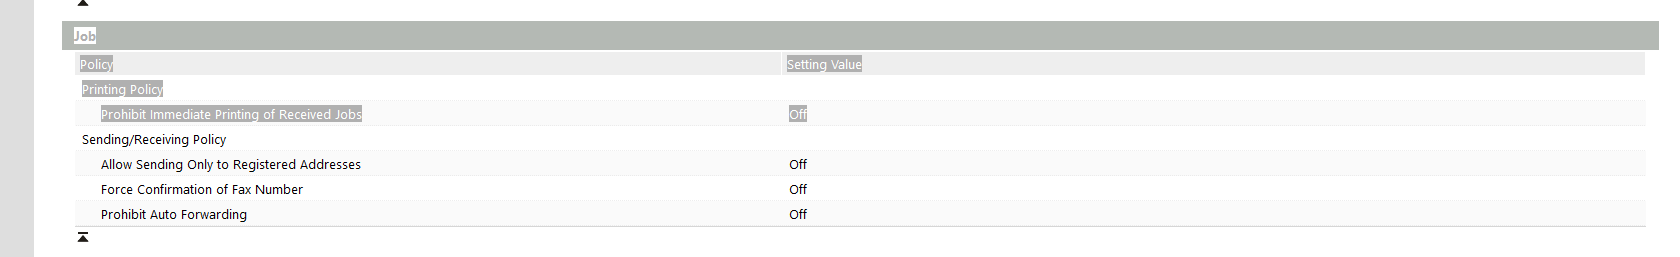 Job
Policy Setting Value
Printing Policy
Prohibit Immediate Printing of Received Jobs Off
Sending/Receiving Policy
Allow Sending Only to Registered Addresses Off
Force Confirmation of Fax Number Off
Prohibit Auto Forwarding Off